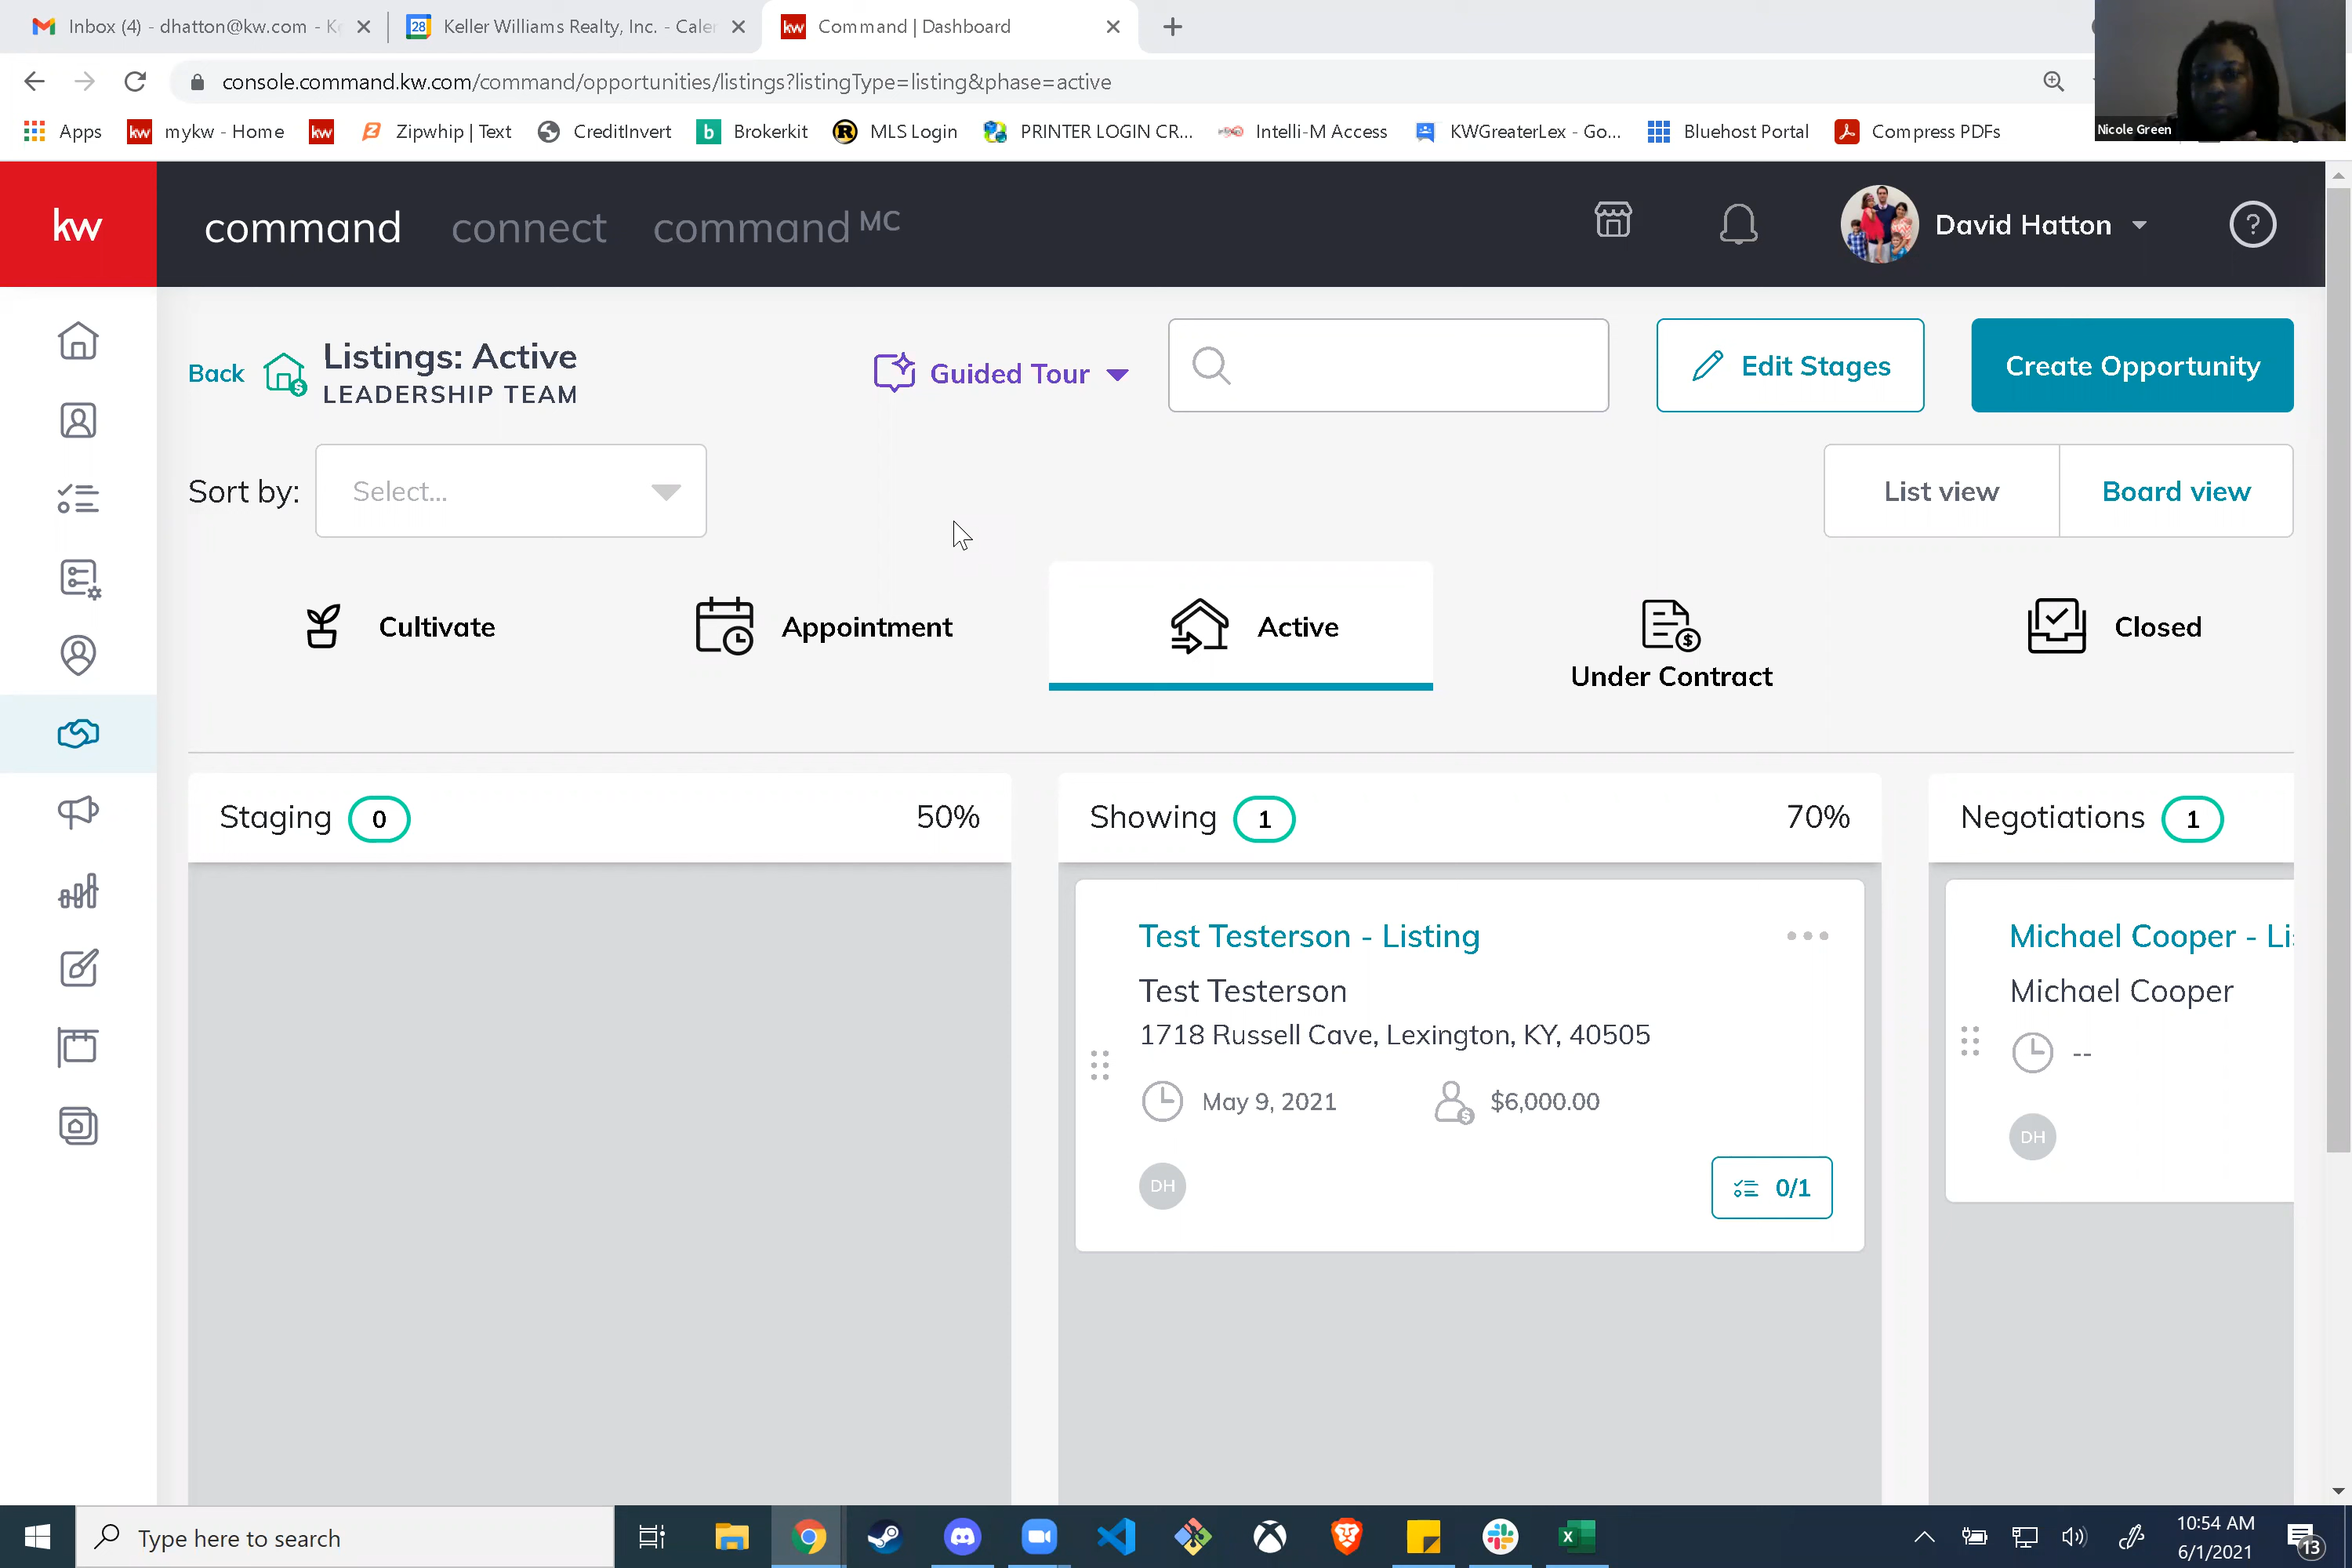 Inbox (4) - dhatton@kw.com - Ke
Keller Williams Realty, Inc. - Caler
kw Command | Dashboard
console.command.kw.com/command/opportunities/listings?listingType=listing&phase=active
Apps
kw mykw - Home
kw
Zipwhip | Text
CreditInvert
b Brokerkit
R MLS Login
PRINTER LOGIN CR...
Intelli-M Access
KWGreaterLex - Go...
Bluehost Portal
Compress PDFs
Nicole Green
kw
command
connect
command MC
David Hatton
?
Back
Listings: Active
LEADERSHIP TEAM
Guided Tour
Edit Stages
Create Opportunity
Sort by:
Select...
List view
Board view
Cultivate
Appointment
Active
Under Contract
Closed
Staging 0 50%
Showing 1 70%
Negotiations 1
Test Testerson - Listing
Test Testerson
1718 Russell Cave, Lexington, KY, 40505
May 9, 2021
$6,000.00
DH
0/1
Michael Cooper - Li
Michael Cooper
--
DH
Type here to search
10:54 AM
6/1/2021
13